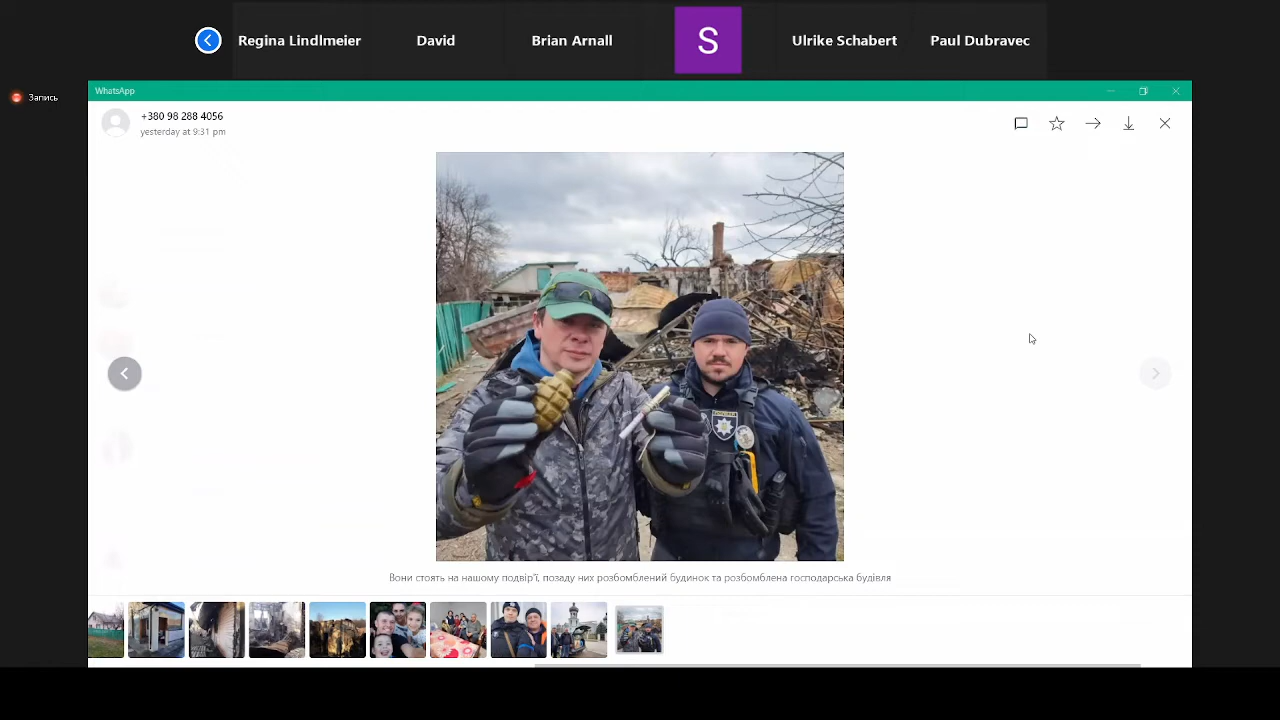 Regina Lindlmeier
David
Brian Arnall
S
Ulrike Schabert
Paul Dubravec
Запись
WhatsApp
+380 98 288 4056
yesterday at 9:31 pm
Вони стоять на нашому подвір'ї, позаду них розбомблений будинок та розбомблена господарська будівля